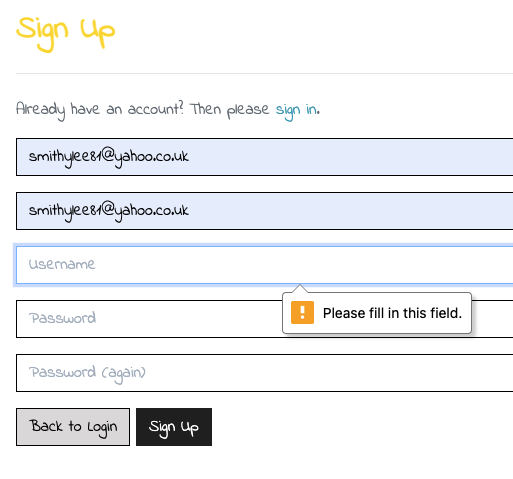 Sign Up
Already have an account? Then please sign in.
smithylee81@yahoo.co.uk
smithylee81@yahoo.co.uk
Username
Please fill in this field.
Password
Password (again)
Back to Login
Sign Up